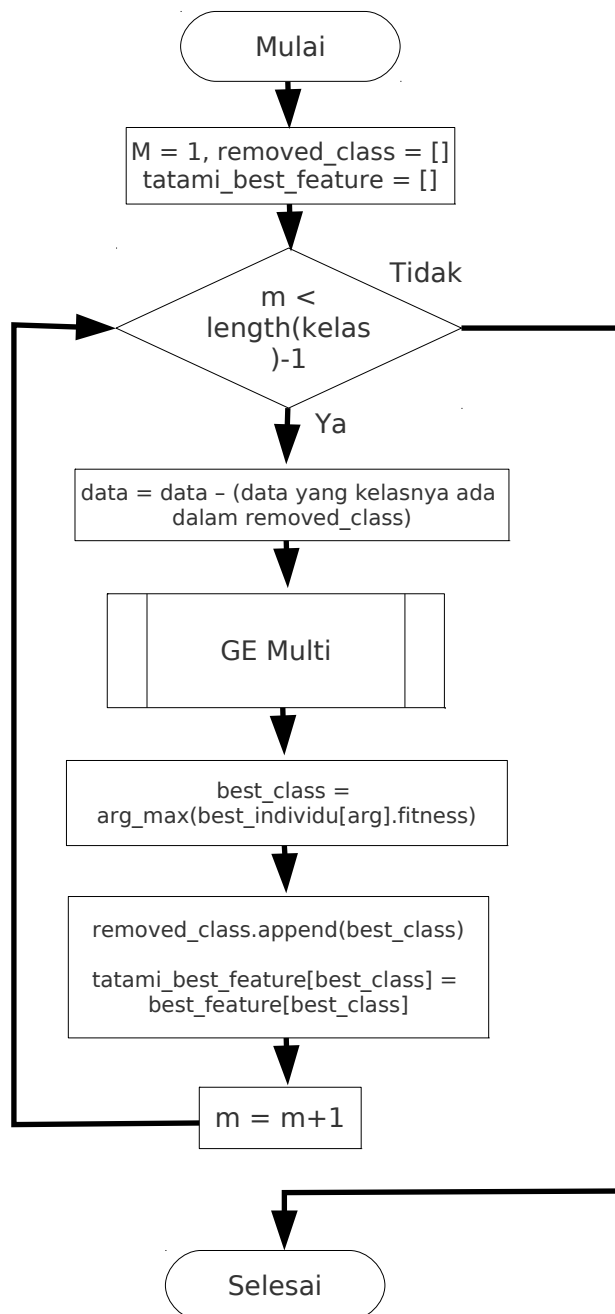 Mulai
M = 1, removed_class = []
tatami_best_feature = []
Tidak
m <
length(kelas
)-1
Ya
data = data – (data yang kelasnya ada
dalam removed_class)
GE Multi
best_class =
arg_max(best_individu[arg].fitness)
removed_class.append(best_class)
tatami_best_feature[best_class] =
best_feature[best_class]
m = m+1
Selesai